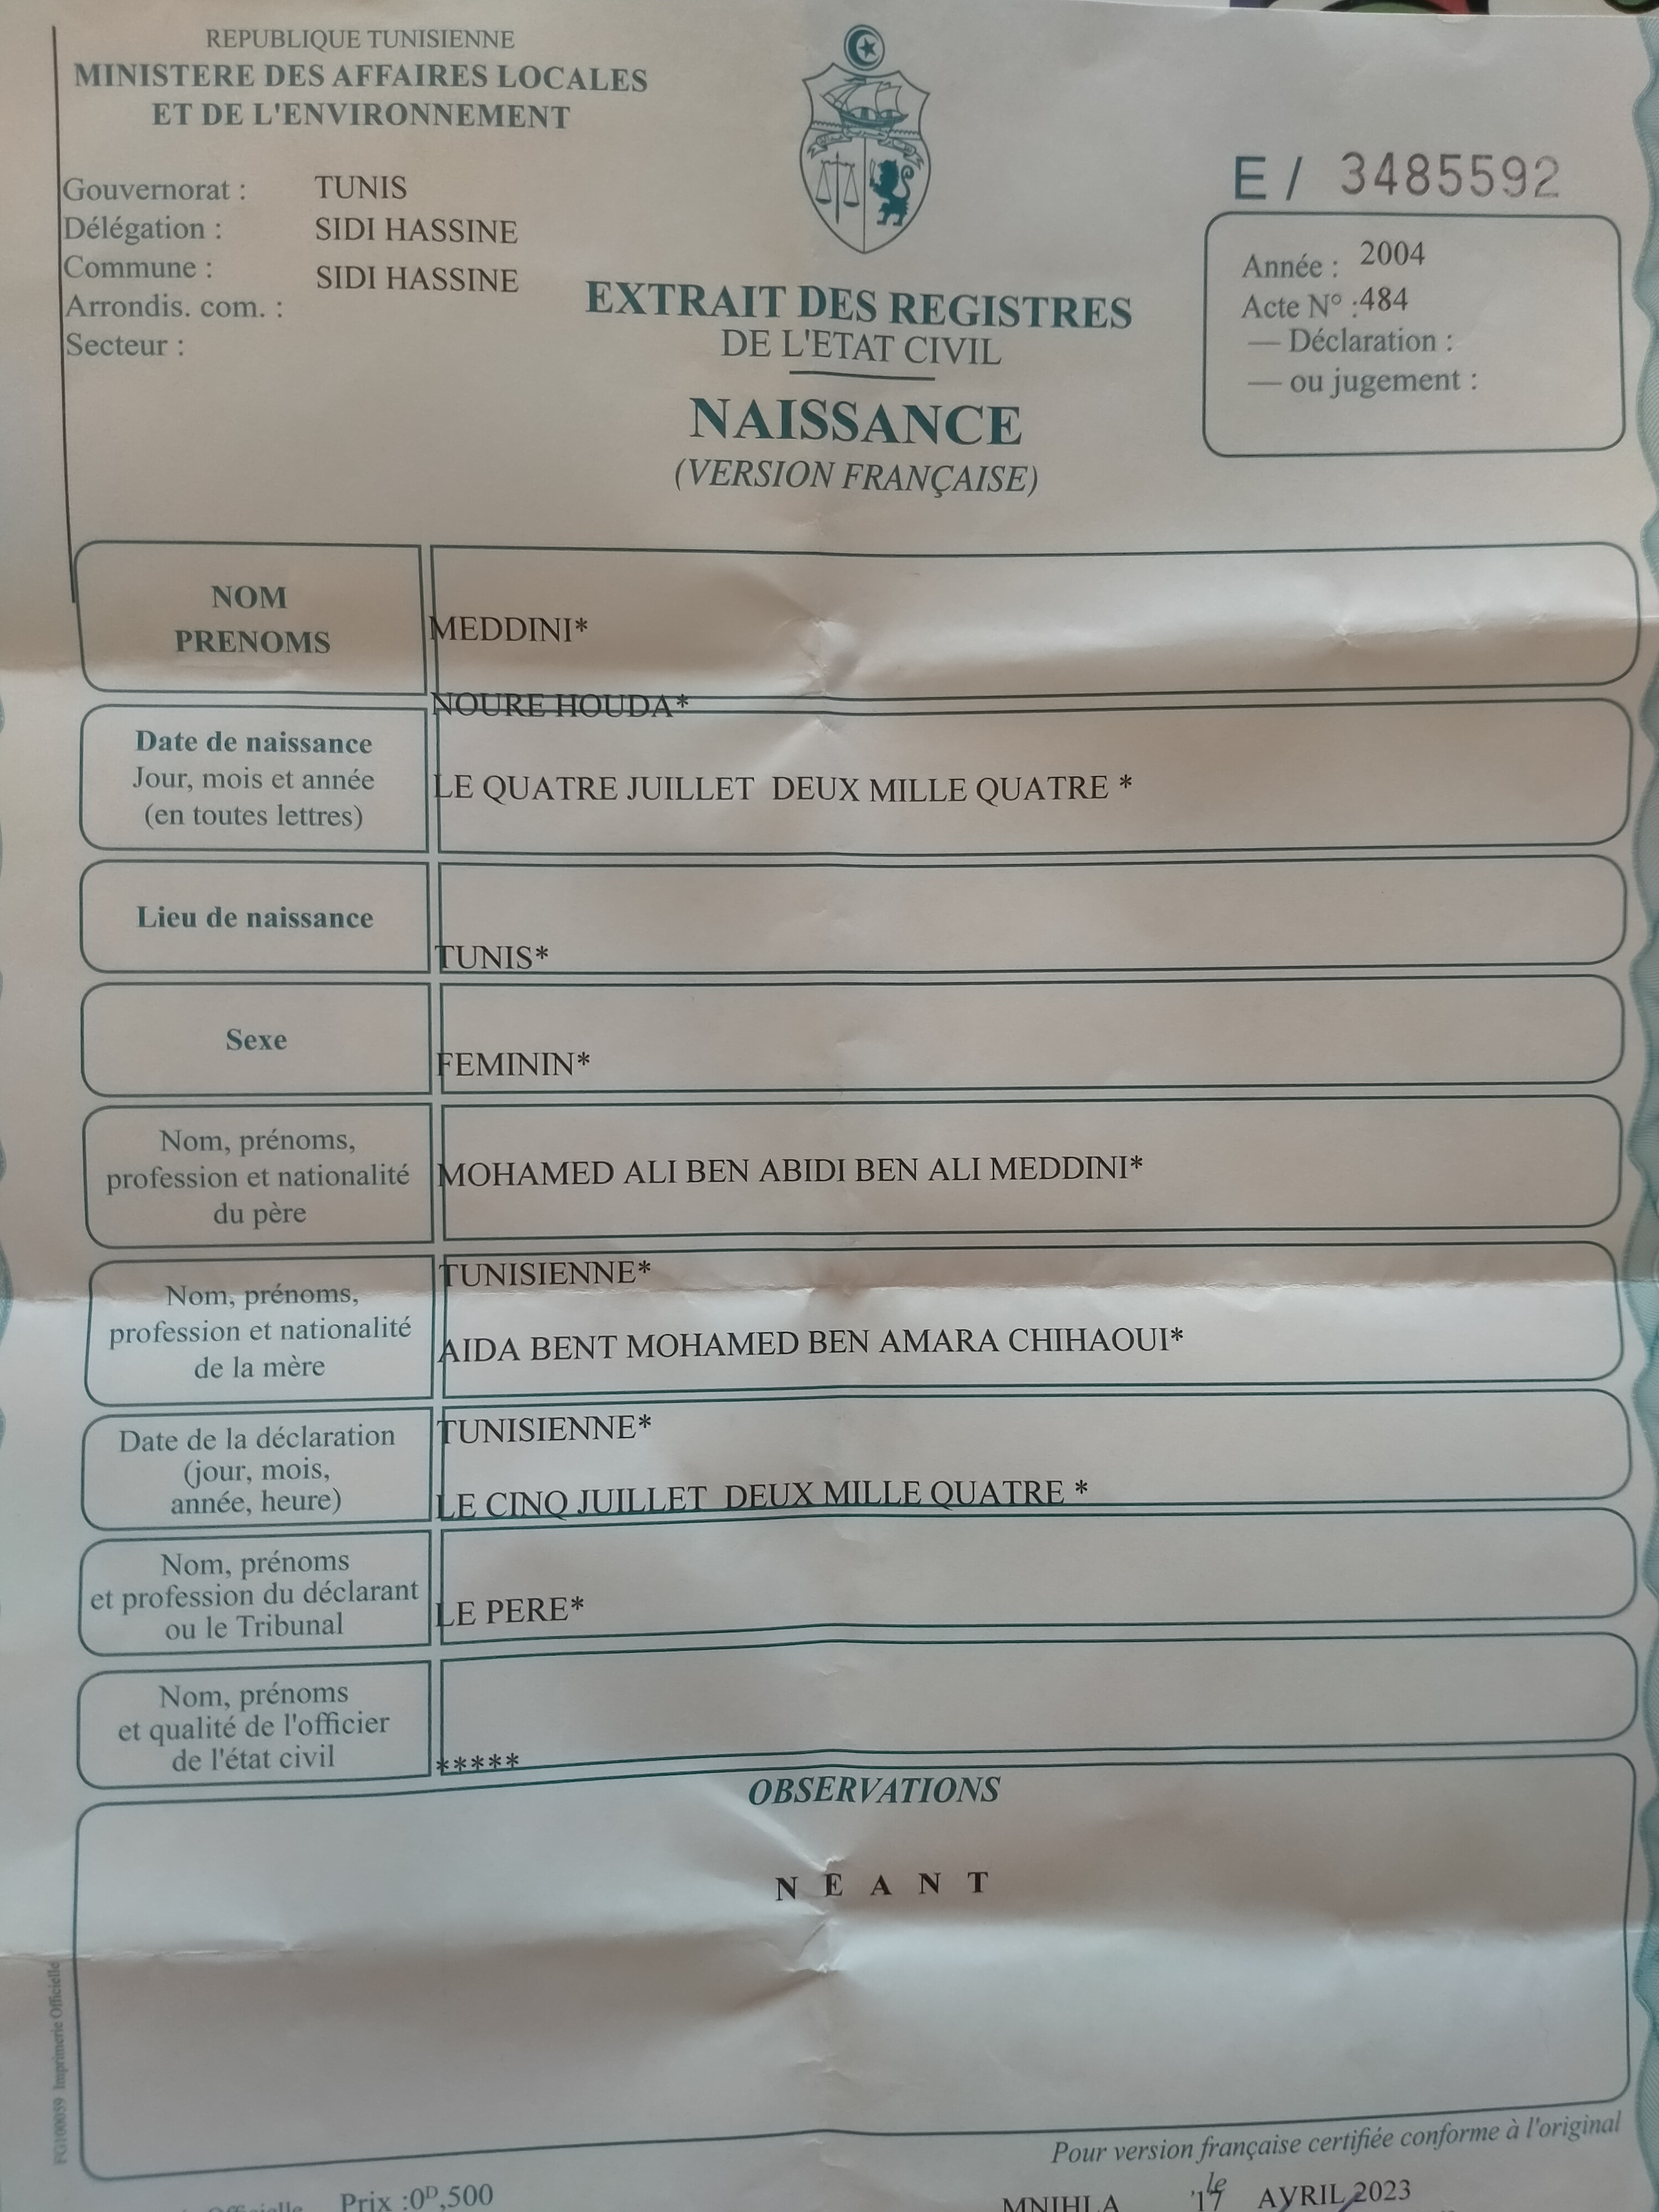 REPUBLIQUE TUNISIENNE
MINISTERE DES AFFAIRES LOCALES
ET DE L'ENVIRONNEMENT
Gouvernorat : TUNIS
Délégation : SIDI HASSINE
Commune : SIDI HASSINE
Arrondis. com. :
Secteur :
E / 3485592
Année : 2004
Acte N° :484
— Déclaration :
— ou jugement :
EXTRAIT DES REGISTRES
DE L'ETAT CIVIL
NAISSANCE
(VERSION FRANÇAISE)
NOM
PRENOMS
MEDDINI*
NOURE HOUDA*
Date de naissance
Jour, mois et année
(en toutes lettres)
LE QUATRE JUILLET DEUX MILLE QUATRE *
Lieu de naissance
TUNIS*
Sexe
FEMININ*
Nom, prénoms,
profession et nationalité
du père
MOHAMED ALI BEN ABIDI BEN ALI MEDDINI*
TUNISIENNE*
Nom, prénoms,
profession et nationalité
de la mère
AIDA BENT MOHAMED BEN AMARA CHIHAOUI*
TUNISIENNE*
Date de la déclaration
(jour, mois,
année, heure)
LE CINQ JUILLET DEUX MILLE QUATRE *
Nom, prénoms
et profession du déclarant
ou le Tribunal
LE PERE*
Nom, prénoms
et qualité de l'officier
de l'état civil
*****
OBSERVATIONS
N E A N T
FG100059 Imprimerie Officielle
Pour version française certifiée conforme à l'original
Officielle Prix :0ᴰ,500
MNIHLA le 17 AVRIL 2023